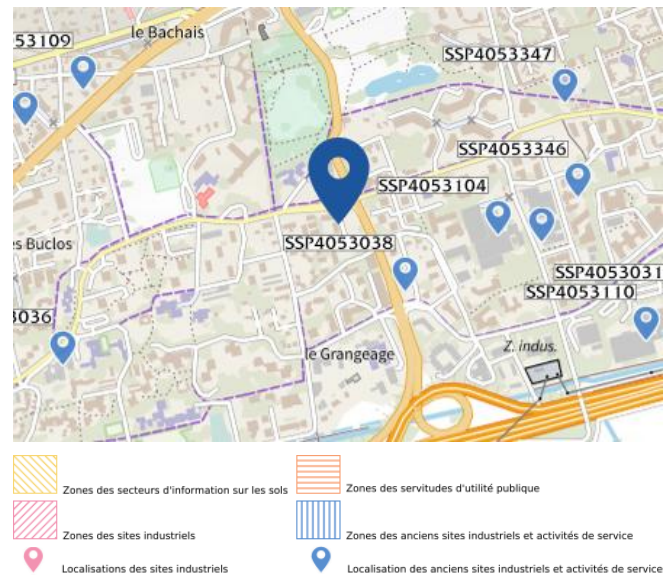 le Bachais
53109
SSP4053347
SSP4053346
SSP4053104
SSP4053038
es Buclos
SSP4053031
SSP4053110
3036
le Grangeage
Z. indus.
Zones des secteurs d'information sur les sols
Zones des servitudes d'utilité publique
Zones des sites industriels
Zones des anciens sites industriels et activités de service
Localisations des sites industriels
Localisation des anciens sites industriels et activités de service